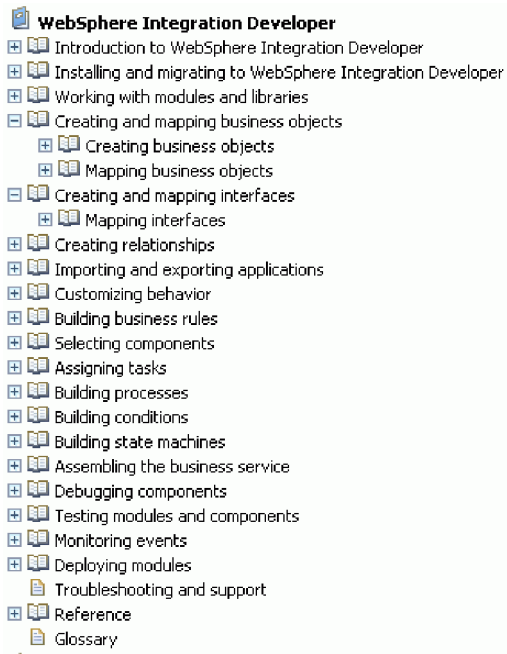 WebSphere Integration Developer
Introduction to WebSphere Integration Developer
Installing and migrating to WebSphere Integration Developer
Working with modules and libraries
Creating and mapping business objects
Creating business objects
Mapping business objects
Creating and mapping interfaces
Mapping interfaces
Creating relationships
Importing and exporting applications
Customizing behavior
Building business rules
Selecting components
Assigning tasks
Building processes
Building conditions
Building state machines
Assembling the business service
Debugging components
Testing modules and components
Monitoring events
Deploying modules
Troubleshooting and support
Reference
Glossary